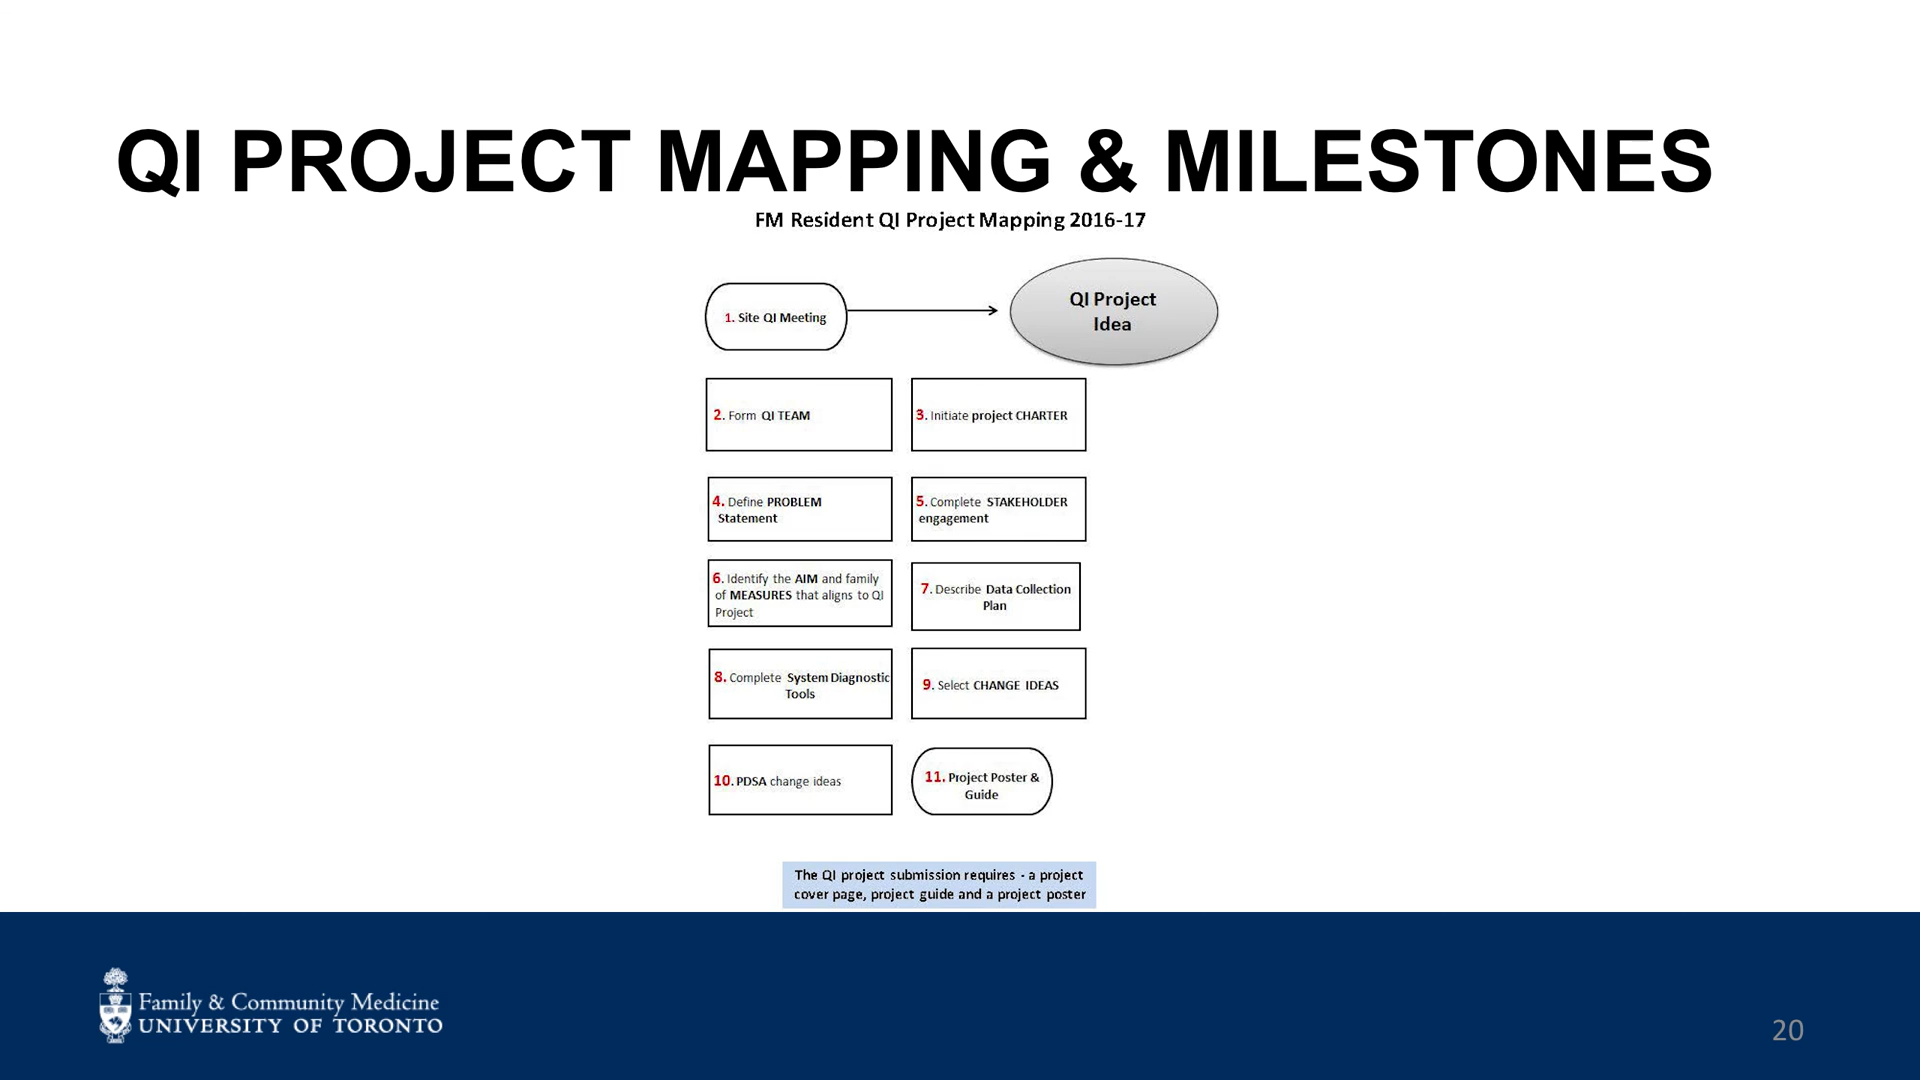 QI PROJECT MAPPING & MILESTONES
FM Resident QI Project Mapping 2016-17
1. Site QI Meeting
QI Project
Idea
2. Form QI TEAM
3. Initiate project CHARTER
4. Define PROBLEM
Statement
5. Complete STAKEHOLDER
engagement
6. Identify the AIM and family
of MEASURES that aligns to QI
Project
7. Describe Data Collection
Plan
8. Complete System Diagnostic
Tools
9. Select CHANGE IDEAS
10. PDSA change ideas
11. Project Poster &
Guide
The QI project submission requires - a project
cover page, project guide and a project poster
Family & Community Medicine
UNIVERSITY OF TORONTO
20